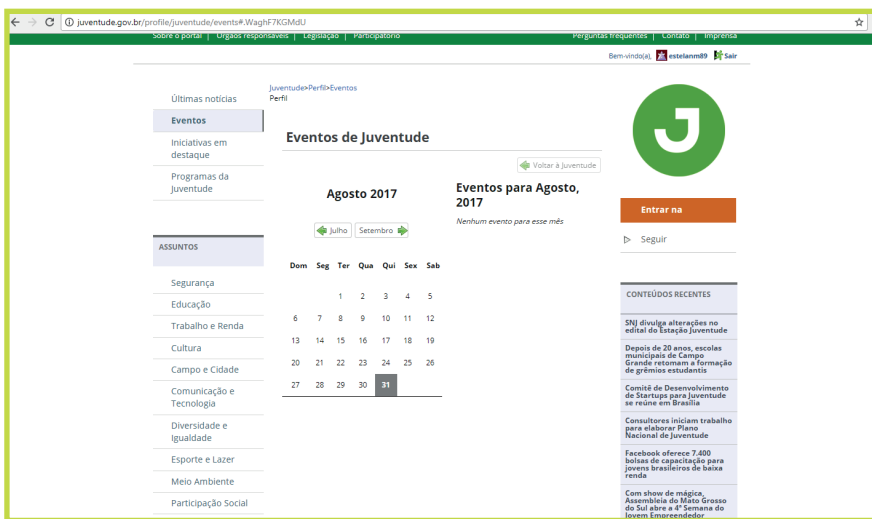 juventude.gov.br/profile/juventude/events#.WaghF7KGMdU
Sobre o portal | Órgãos responsáveis | Legislação | Participatório
Perguntas frequentes | Contato | Imprensa
Bem-vindo(a), estelanm89 Sair
Últimas notícias
Eventos
Iniciativas em
destaque
Programas da
Juventude
ASSUNTOS
Segurança
Educação
Trabalho e Renda
Cultura
Campo e Cidade
Comunicação e
Tecnologia
Diversidade e
Igualdade
Esporte e Lazer
Meio Ambiente
Participação Social
Juventude>Perfil>Eventos
Perfil
Eventos de Juventude
Voltar à Juventude
Agosto 2017
Julho Setembro
Dom Seg Ter Qua Qui Sex Sab
1 2 3 4 5
6 7 8 9 10 11 12
13 14 15 16 17 18 19
20 21 22 23 24 25 26
27 28 29 30 31
Eventos para Agosto,
2017
Nenhum evento para esse mês
J
Entrar na
Seguir
CONTEÚDOS RECENTES
SNJ divulga alterações no
edital do Estação Juventude
Depois de 20 anos, escolas
municipais de Campo
Grande retomam a formação
de grêmios estudantis
Comitê de Desenvolvimento
de Startups para Juventude
se reúne em Brasília
Consultores iniciam trabalho
para elaborar Plano
Nacional de Juventude
Facebook oferece 7.400
bolsas de capacitação para
jovens brasileiros de baixa
renda
Com show de mágica,
Assembleia do Mato Grosso
do Sul abre a 4ª Semana do
Jovem Empreendedor